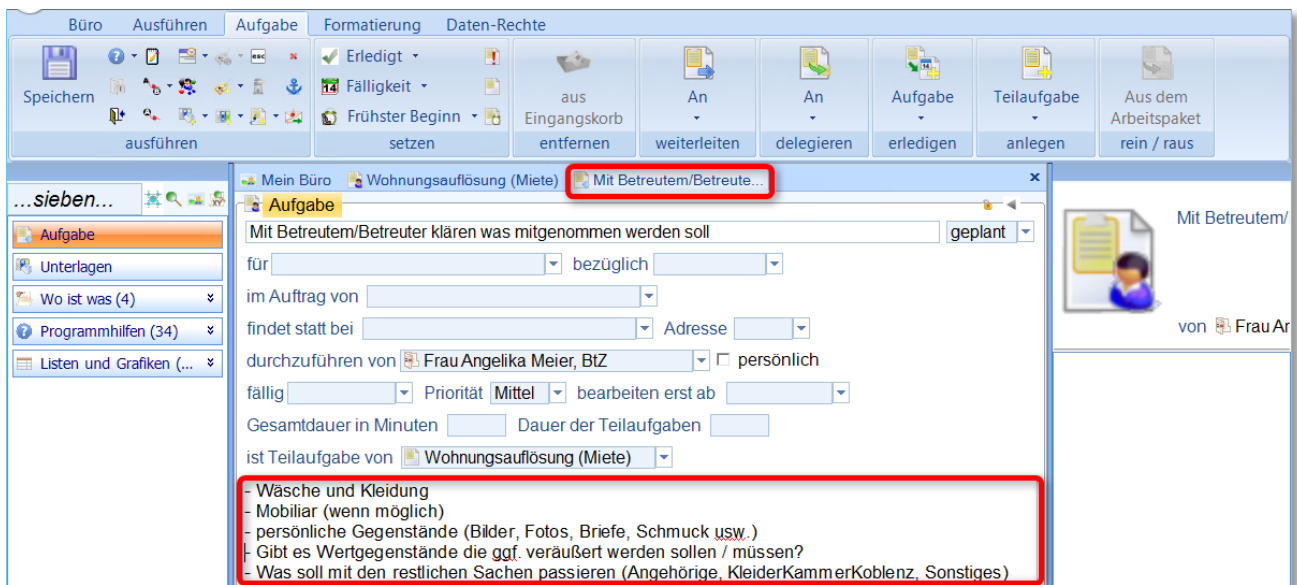 Büro Ausführen Aufgabe Formatierung Daten-Rechte
Speichern
ESC
Erledigt
14 Fälligkeit
Frühster Beginn
aus Eingangskorb
An
An
Aufgabe
Teilaufgabe
Aus dem Arbeitspaket
ausführen setzen entfernen weiterleiten delegieren erledigen anlegen rein / raus
...sieben...
Aufgabe
Unterlagen
Wo ist was (4)
Programmhilfen (34)
Listen und Grafiken (...
Mein Büro Wohnungsauflösung (Miete) Mit Betreutem/Betreute... x
Aufgabe
Mit Betreutem/Betreuter klären was mitgenommen werden soll geplant
für bezüglich
im Auftrag von
findet statt bei Adresse
durchzuführen von Frau Angelika Meier, BtZ persönlich
fällig Priorität Mittel bearbeiten erst ab
Gesamtdauer in Minuten Dauer der Teilaufgaben
ist Teilaufgabe von Wohnungsauflösung (Miete)
- Wäsche und Kleidung
- Mobiliar (wenn möglich)
- persönliche Gegenstände (Bilder, Fotos, Briefe, Schmuck usw.)
- Gibt es Wertgegenstände die ggf. veräußert werden sollen / müssen?
- Was soll mit den restlichen Sachen passieren (Angehörige, KleiderKammerKoblenz, Sonstiges)
Mit Betreutem/
von Frau Ar